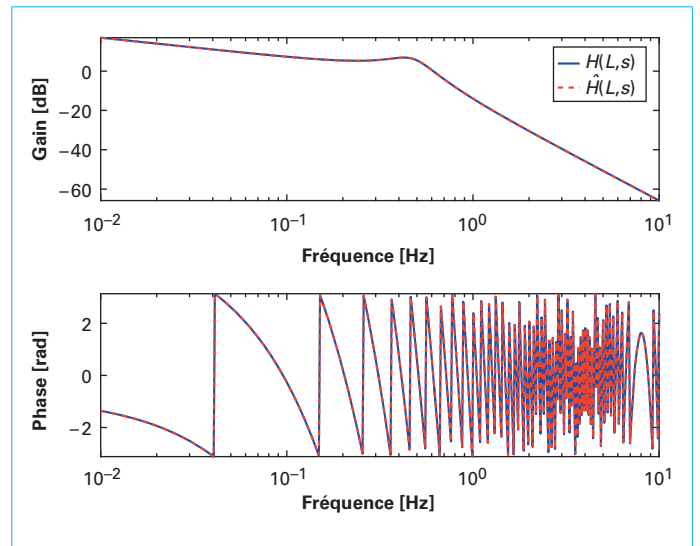 Gain [dB]
0
−20
−40
−60
H(L,s)
Ĥ(L,s)
10⁻² 10⁻¹ 10⁰ 10¹
Fréquence [Hz]
Phase [rad]
2
0
−2
10⁻² 10⁻¹ 10⁰ 10¹
Fréquence [Hz]